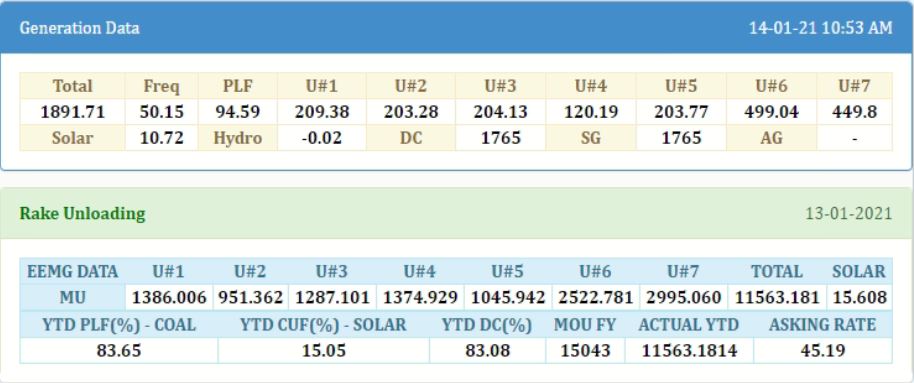 Generation Data 14-01-21 10:53 AM
Total Freq PLF U#1 U#2 U#3 U#4 U#5 U#6 U#7
1891.71 50.15 94.59 209.38 203.28 204.13 120.19 203.77 499.04 449.8
Solar 10.72 Hydro -0.02 DC 1765 SG 1765 AG -
Rake Unloading 13-01-2021
EEMG DATA U#1 U#2 U#3 U#4 U#5 U#6 U#7 TOTAL SOLAR
MU 1386.006 951.362 1287.101 1374.929 1045.942 2522.781 2995.060 11563.181 15.608
YTD PLF(%) - COAL YTD CUF(%) - SOLAR YTD DC(%) MOU FY ACTUAL YTD ASKING RATE
83.65 15.05 83.08 15043 11563.1814 45.19